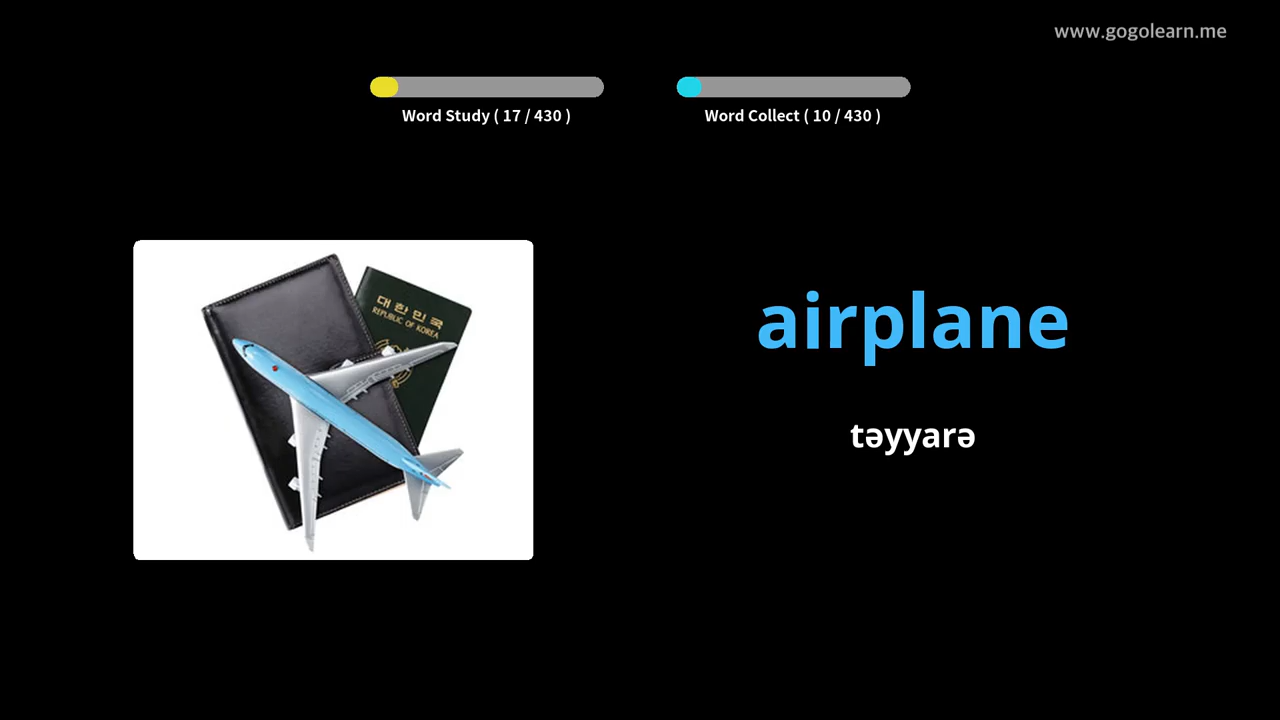 www.gogolearn.me
Word Study ( 17 / 430 )
Word Collect ( 10 / 430 )
대한민국
REPUBLIC OF KOREA
airplane
təyyarə